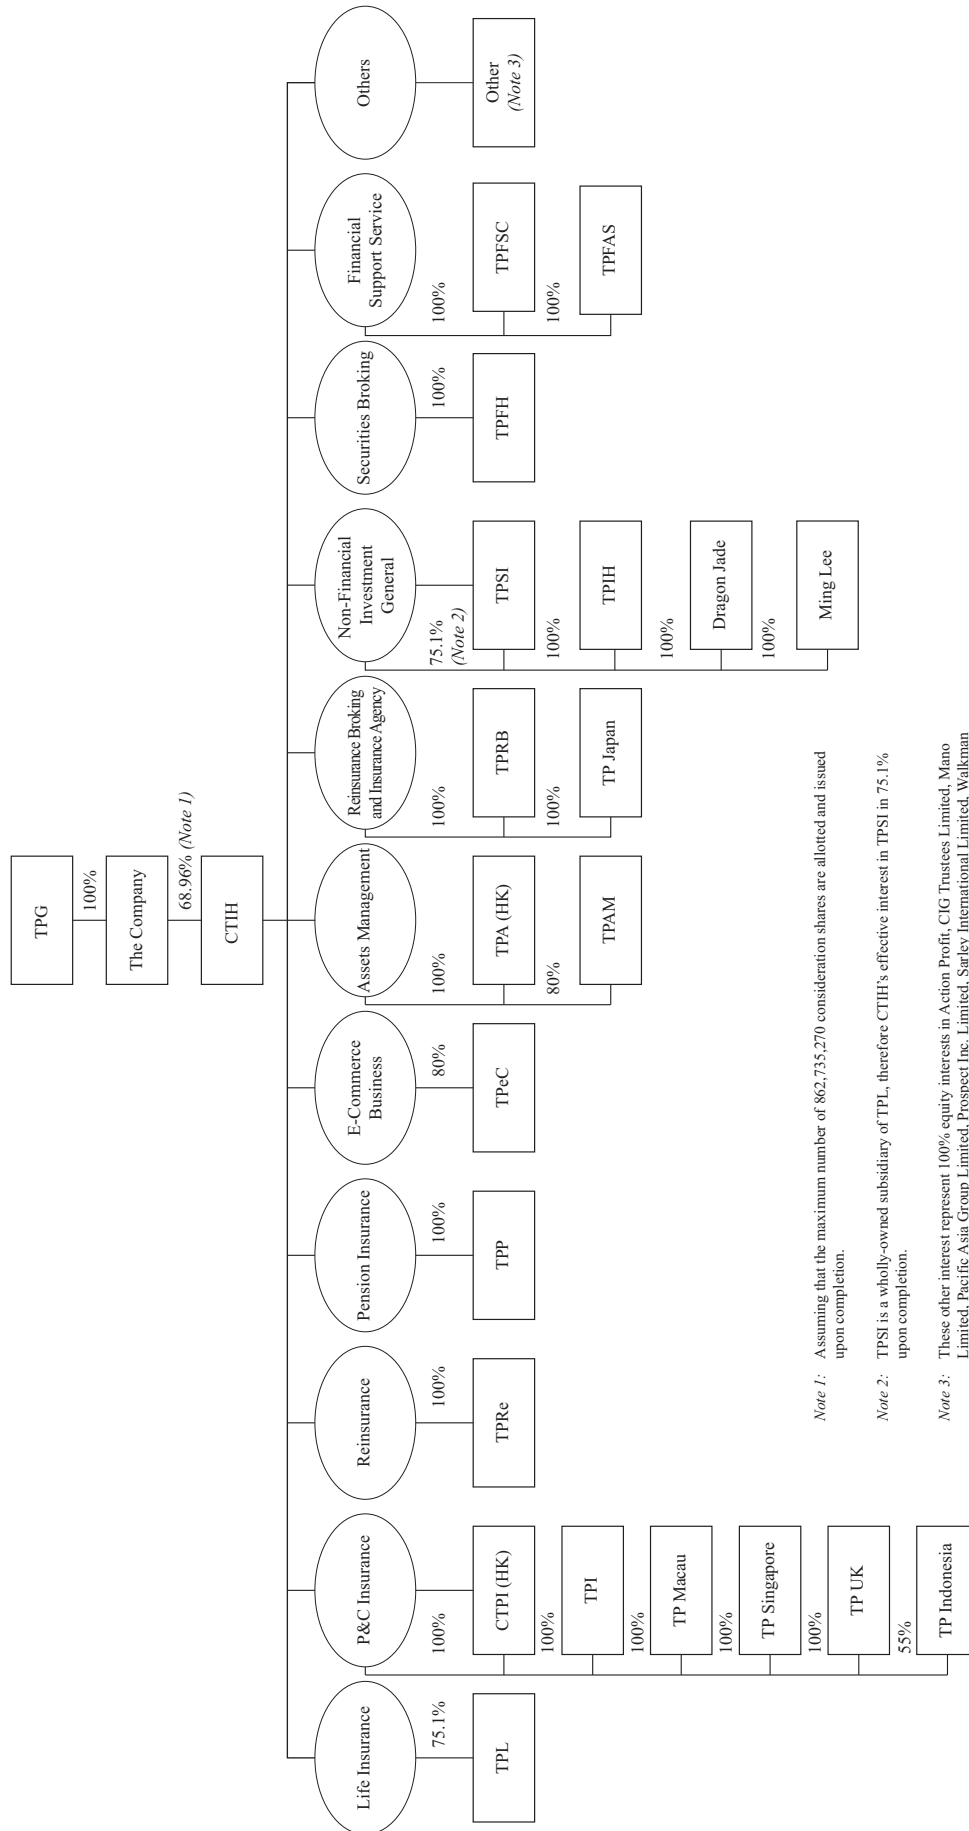 TPG
100%
The Company
68.96% (Note 1)
CTIH
Life Insurance
75.1%
TPL
P&C Insurance
100%
CTPI (HK)
100%
TPI
100%
TP Macau
100%
TP Singapore
100%
TP UK
55%
TP Indonesia
Reinsurance
100%
TPRe
Pension Insurance
100%
TPP
E-Commerce
Business
80%
TPeC
Assets Management
100%
TPA (HK)
80%
TPAM
Reinsurance Broking
and Insurance Agency
100%
TPRB
100%
TP Japan
Non-Financial
Investment
General
75.1%
(Note 2)
TPSI
100%
TPIH
100%
Dragon Jade
100%
Ming Lee
Securities Broking
100%
TPFH
Financial
Support Service
100%
TPFSC
100%
TPFAS
Others
Other
(Note 3)
Note 1: Assuming that the maximum number of 862,735,270 consideration shares are allotted and issued
upon completion.
Note 2: TPSI is a wholly-owned subsidiary of TPL, therefore CTIH's effective interest in TPSI in 75.1%
upon completion.
Note 3: These other interest represent 100% equity interests in Action Profit, CIG Trustees Limited, Mano
Limited, Pacific Asia Group Limited, Prospect Inc. Limited, Sarley International Limited, Walkman